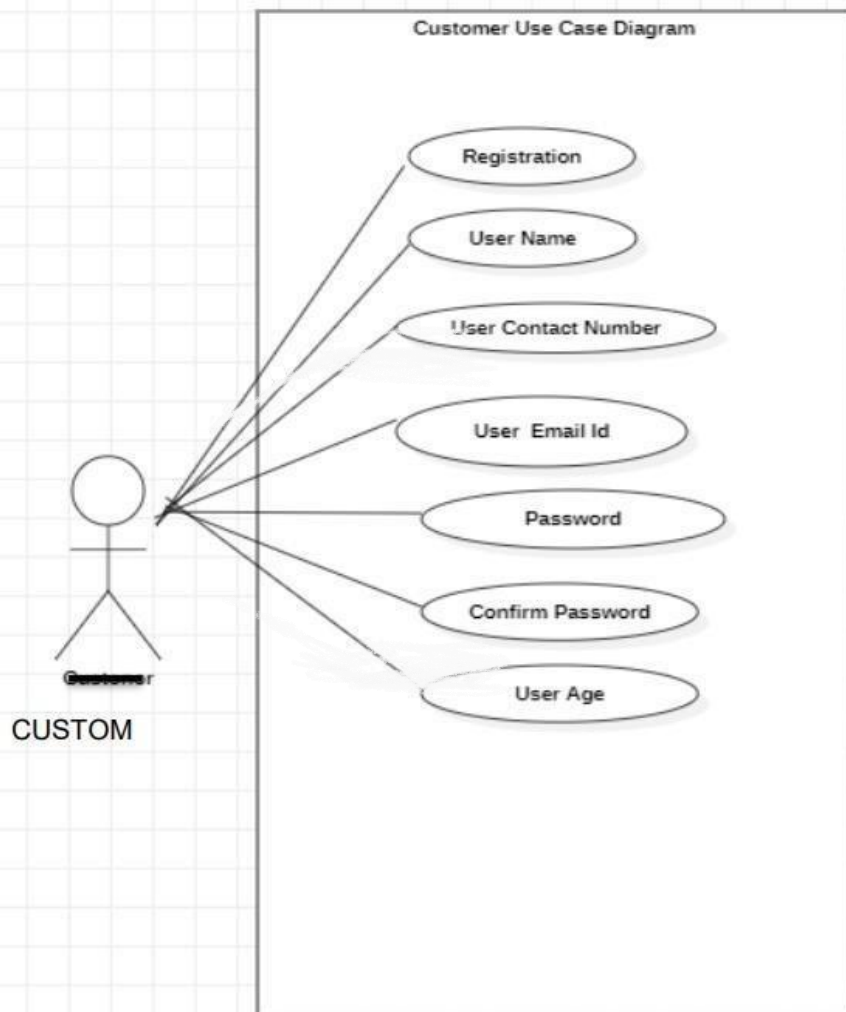 Customer Use Case Diagram
Registration
User Name
User Contact Number
User Email Id
Password
Confirm Password
User Age
CUSTOM